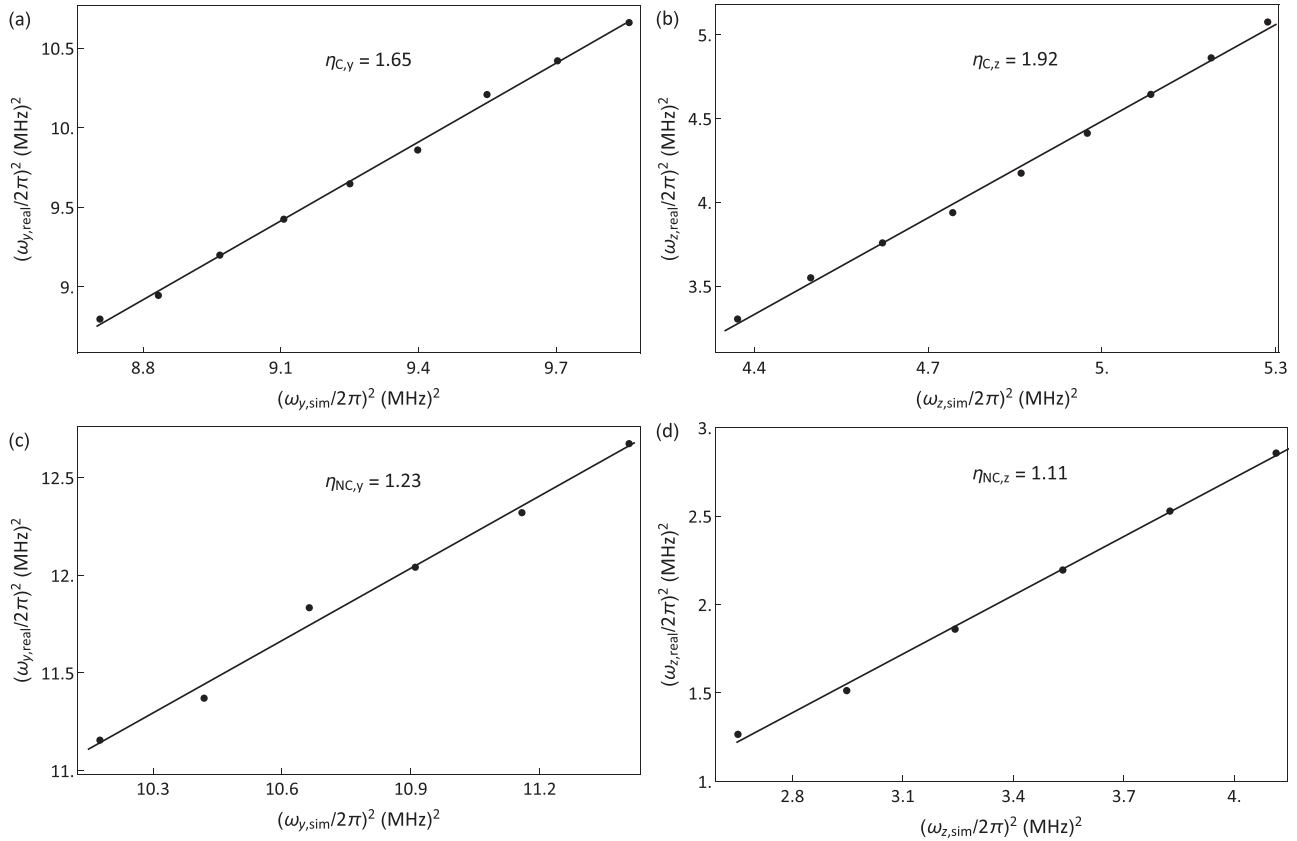 (a)
η_C,y = 1.65
10.5
10.
9.5
9.
(ω_y,real/2π)² (MHz)²
8.8 9.1 9.4 9.7
(ω_y,sim/2π)² (MHz)²
(b)
η_C,z = 1.92
5.
4.5
4.
3.5
(ω_z,real/2π)² (MHz)²
4.4 4.7 5. 5.3
(ω_z,sim/2π)² (MHz)²
(c)
η_NC,y = 1.23
12.5
12.
11.5
11.
(ω_y,real/2π)² (MHz)²
10.3 10.6 10.9 11.2
(ω_y,sim/2π)² (MHz)²
(d)
η_NC,z = 1.11
3.
2.5
2.
1.5
1.
(ω_z,real/2π)² (MHz)²
2.8 3.1 3.4 3.7 4.
(ω_z,sim/2π)² (MHz)²